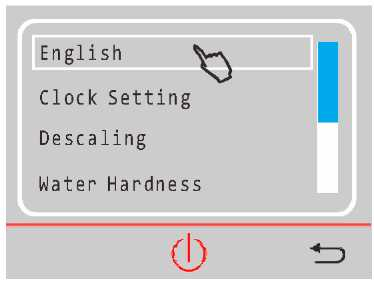 English
Clock Setting
Descaling
Water Hardness